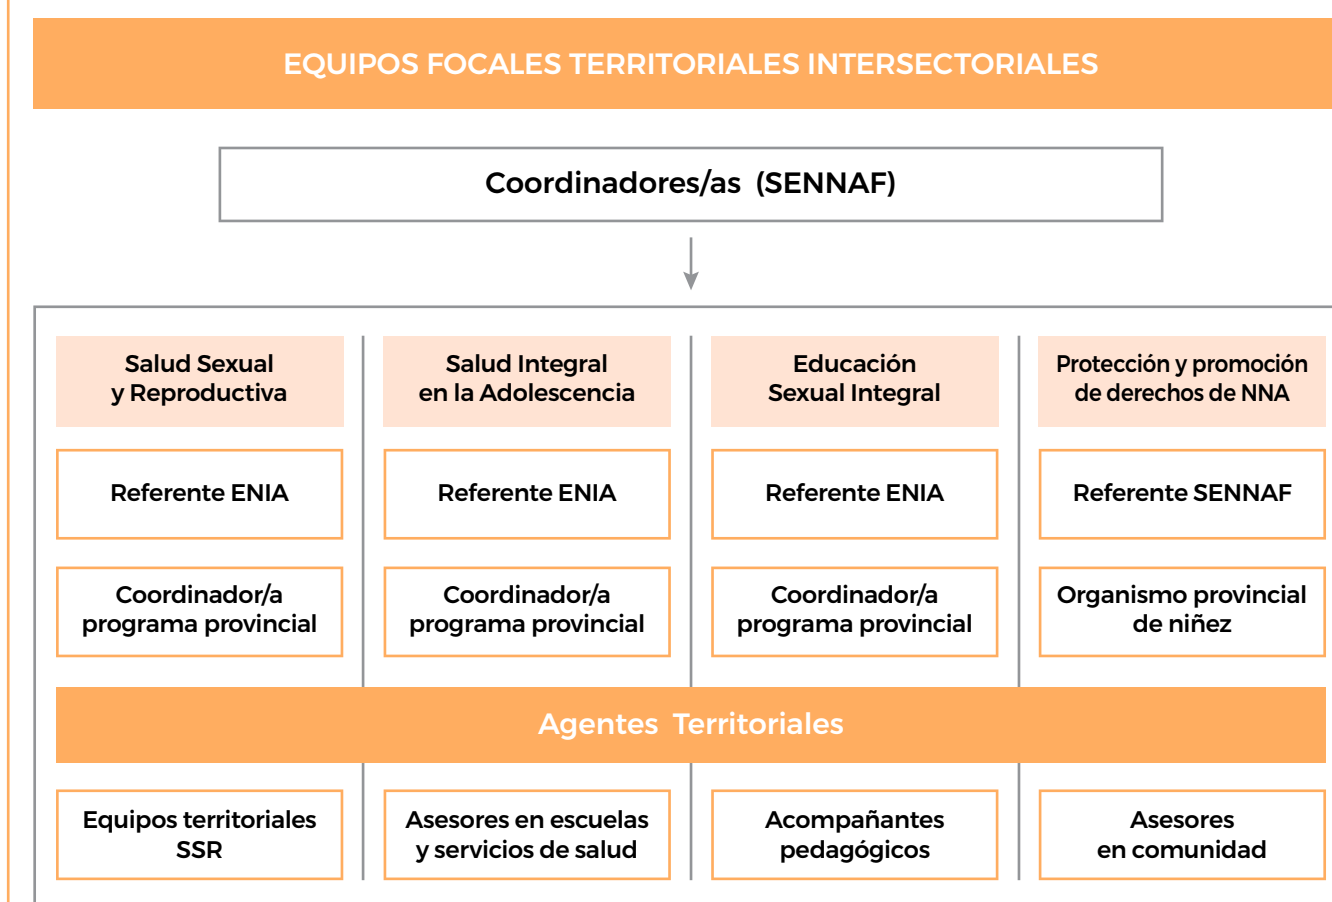 EQUIPOS FOCALES TERRITORIALES INTERSECTORIALES
Coordinadores/as (SENNAF)
Salud Sexual
y Reproductiva
Salud Integral
en la Adolescencia
Educación
Sexual Integral
Protección y promoción
de derechos de NNA
Referente ENIA
Referente ENIA
Referente ENIA
Referente SENNAF
Coordinador/a
programa provincial
Coordinador/a
programa provincial
Coordinador/a
programa provincial
Organismo provincial
de niñez
Agentes Territoriales
Equipos territoriales
SSR
Asesores en escuelas
y servicios de salud
Acompañantes
pedagógicos
Asesores
en comunidad